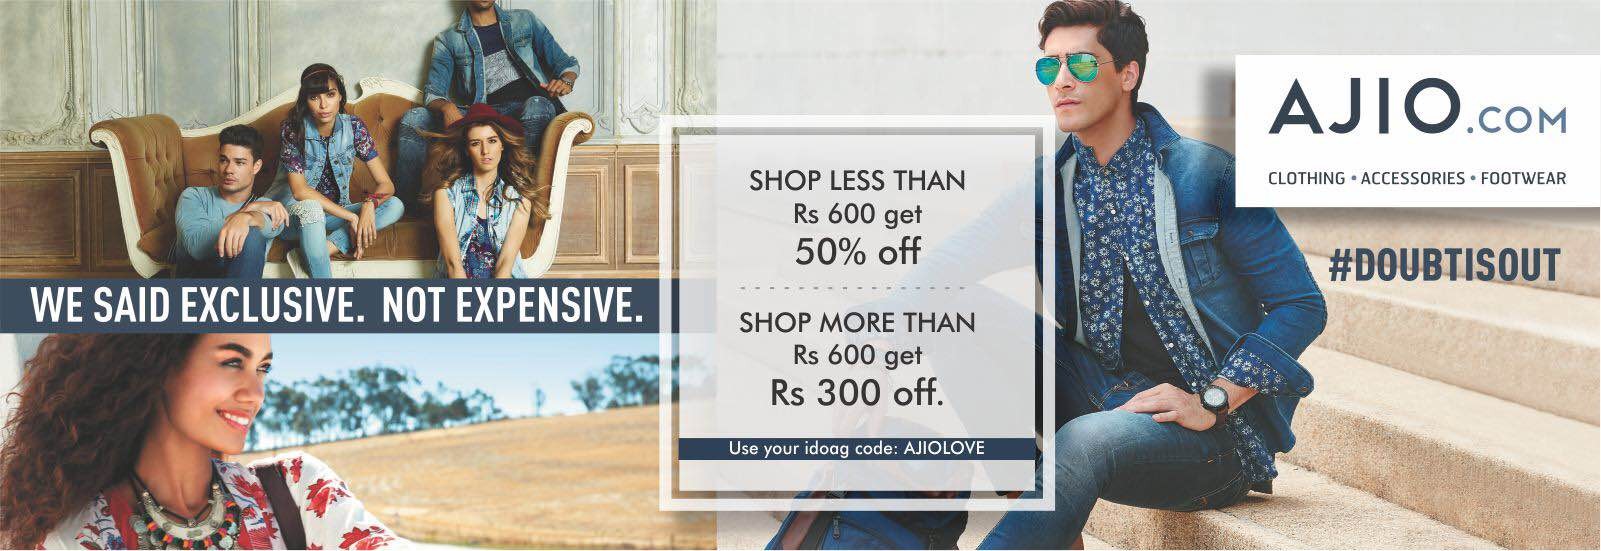 WE SAID EXCLUSIVE. NOT EXPENSIVE.
SHOP LESS THAN
Rs 600 get
50% off
SHOP MORE THAN
Rs 600 get
Rs 300 off.
Use your idoag code: AJIOLOVE
AJIO.COM
CLOTHING • ACCESSORIES • FOOTWEAR
#DOUBTISOUT